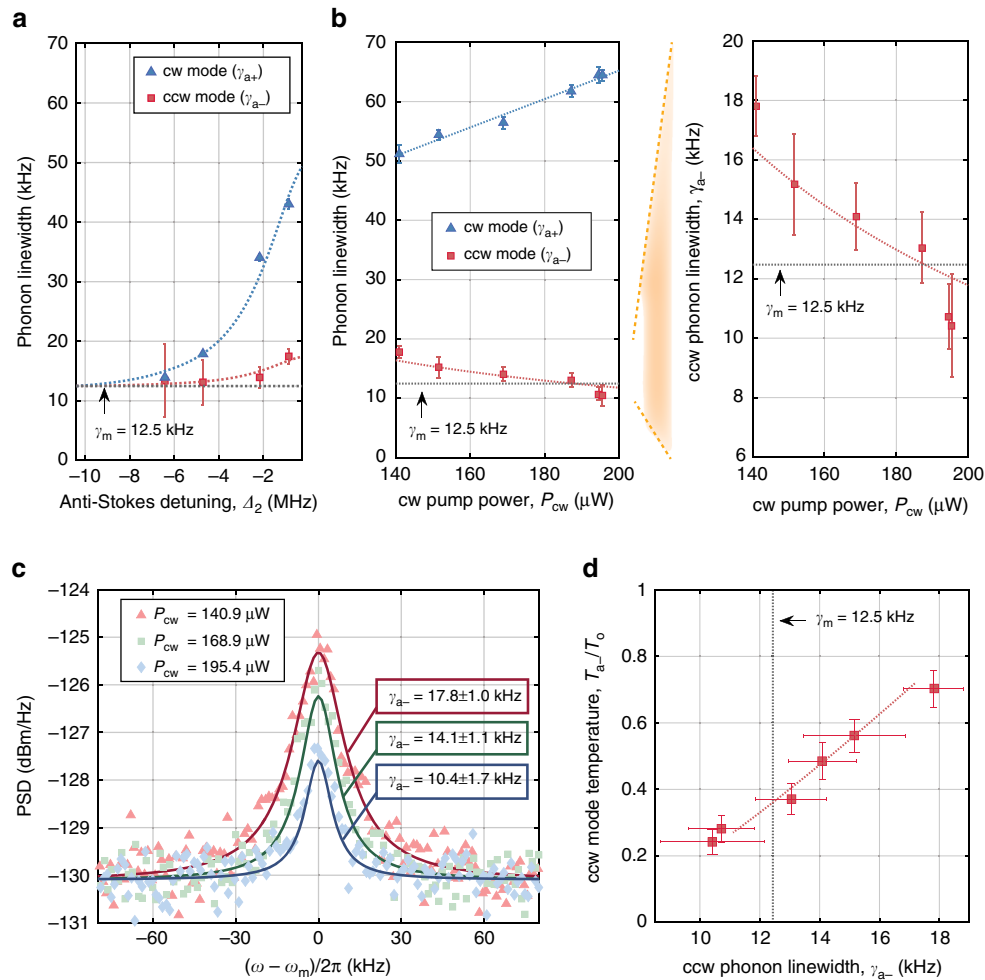 a
70
60
50
40
30
20
10
0
Phonon linewidth (kHz)
cw mode (γa+)
ccw mode (γa−)
γm = 12.5 kHz
−10 −8 −6 −4 −2
Anti-Stokes detuning, Δ2 (MHz)
b
70
60
50
40
30
20
10
0
Phonon linewidth (kHz)
cw mode (γa+)
ccw mode (γa−)
γm = 12.5 kHz
140 160 180 200
cw pump power, Pcw (μW)
20
18
16
14
12
10
8
6
ccw phonon linewidth, γa− (kHz)
γm = 12.5 kHz
140 160 180 200
cw pump power, Pcw (μW)
c
−124
−125
−126
−127
−128
−129
−130
−131
PSD (dBm/Hz)
Pcw = 140.9 μW
Pcw = 168.9 μW
Pcw = 195.4 μW
γa− = 17.8±1.0 kHz
γa− = 14.1±1.1 kHz
γa− = 10.4±1.7 kHz
−60 −30 0 30 60
(ω − ωm)/2π (kHz)
d
1
0.8
0.6
0.4
0.2
0
ccw mode temperature, Ta−/To
γm = 12.5 kHz
10 12 14 16 18
ccw phonon linewidth, γa− (kHz)